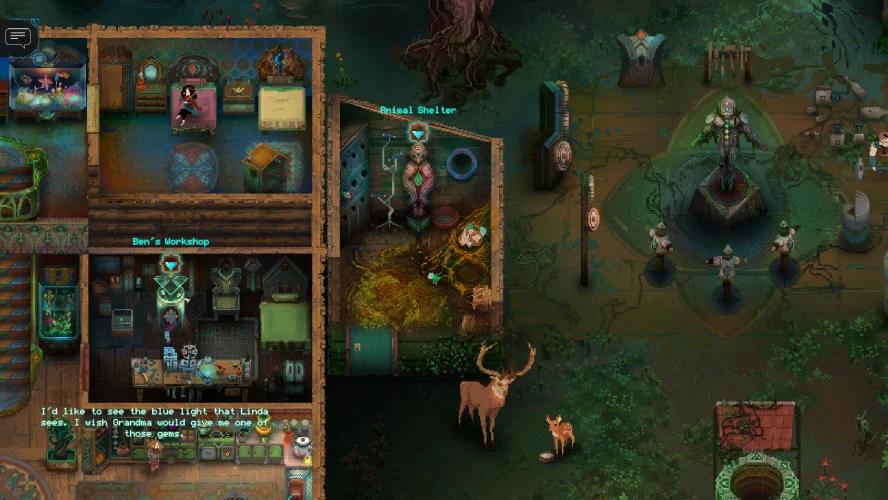 Animal Shelter
Ben's Workshop
I'd like to see the blue light that Linda
sees. I wish Grandma would give me one of
those gems.